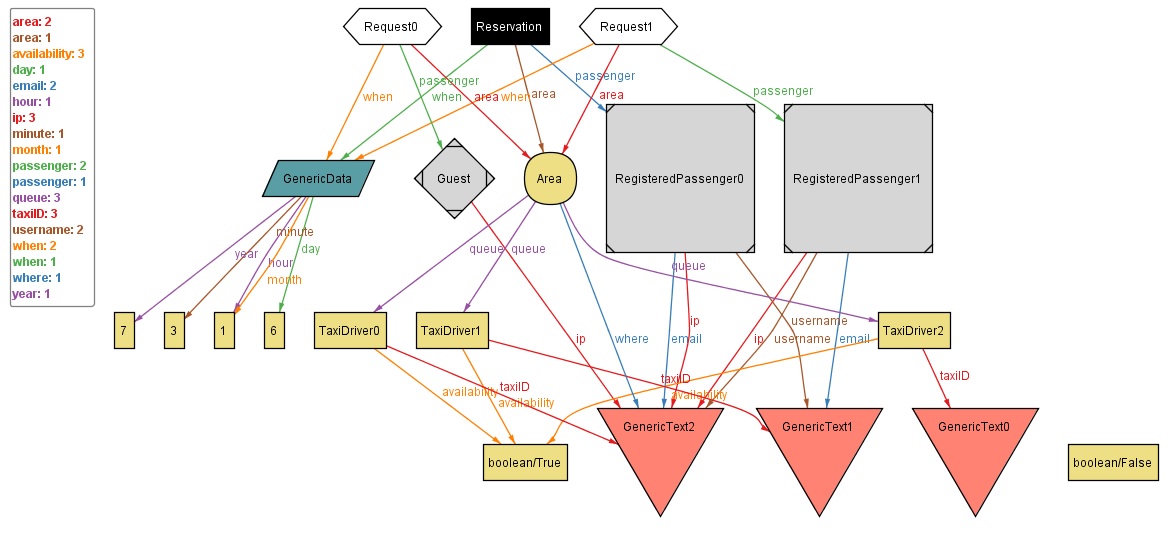 area: 2
area: 1
availability: 3
day: 1
email: 2
hour: 1
ip: 3
minute: 1
month: 1
passenger: 2
passenger: 1
queue: 3
taxiID: 3
username: 2
when: 2
when: 1
where: 1
year: 1
Request0
Reservation
Request1
passenger
passenger
passenger
when
when
area
when
area
area
GenericData
Guest
Area
RegisteredPassenger0
RegisteredPassenger1
minute
year
hour
day
month
queue
queue
queue
7
3
1
6
TaxiDriver0
TaxiDriver1
TaxiDriver2
ip
where
ip
email
ip
username
username
email
taxiID
taxiID
taxiID
availability
availability
availability
GenericText2
GenericText1
GenericText0
boolean/True
boolean/False